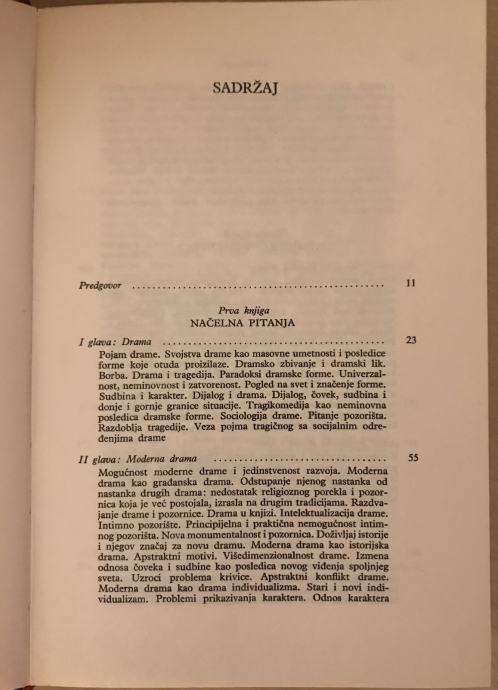 SADRŽAJ
Predgovor ................................................ 11
Prva knjiga
NAČELNA PITANJA
I glava: Drama .......................................... 23
Pojam drame. Svojstva drame kao masovne umetnosti i posledice
forme koje otuda proizilaze. Dramsko zbivanje i dramski lik.
Borba. Drama i tragedija. Paradoksi dramske forme. Univerzal-
nost, neminovnost i zatvorenost. Pogled na svet i značenje forme.
Sudbina i karakter. Dijalog i drama. Dijalog, čovek, sudbina i
donje i gornje granice situacije. Tragikomedija kao neminovna
posledica dramske forme. Sociologija drame. Pitanje pozorišta.
Razdoblja tragedije. Veza pojma tragičnog sa socijalnim odre-
đenjima drame
II glava: Moderna drama ................................. 55
Mogućnost moderne drame i jedinstvenost razvoja. Moderna
drama kao građanska drama. Odstupanje njenog nastanka od
nastanka drugih drama: nedostatak religioznog porekla i pozor-
nica koja je već postojala, izrasla na drugim tradicijama. Razdva-
janje drame i pozornice. Drama u knjizi. Intelektualizacija drame.
Intimno pozorište. Principijelna i praktična nemogućnost intim-
nog pozorišta. Nova monumentalnost i pozornica. Doživljaj istorije
i njegov značaj za novu dramu. Moderna drama kao istorijska
drama. Apstraktni motivi. Višedimenzionalnost drame. Izmena
odnosa čoveka i sudbine kao posledica novog viđenja spoljnjeg
sveta. Uzroci problema krivice. Apstraktni konflikt drame.
Moderna drama kao drama individualizma. Stari i novi indi-
vidualizam. Problemi prikazivanja karaktera. Odnos karaktera